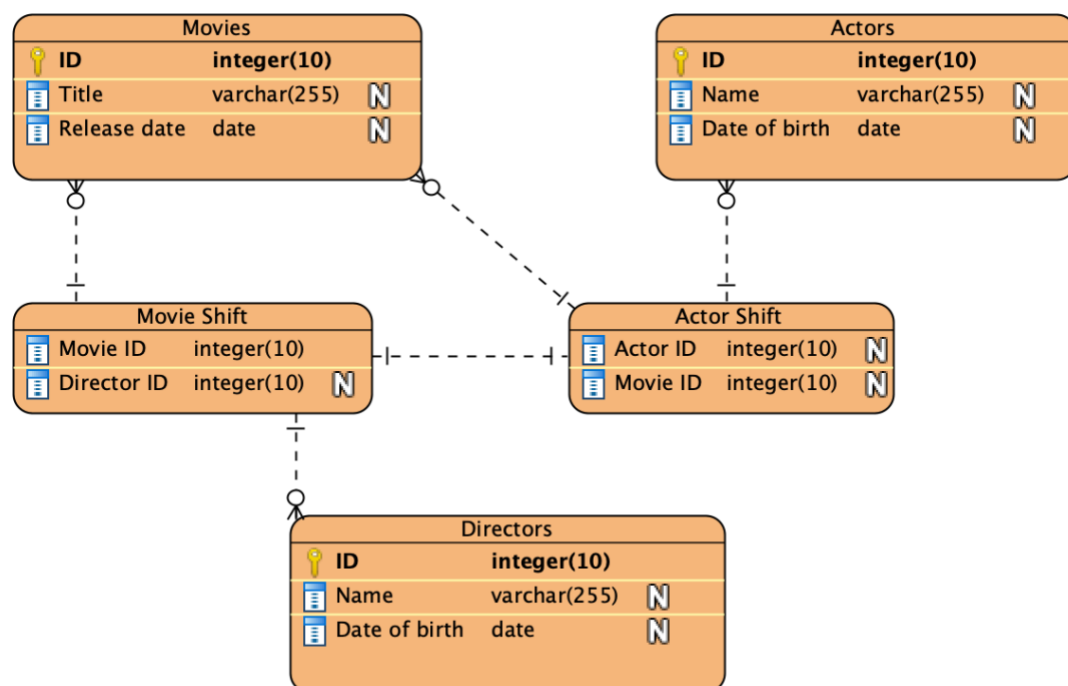 Movies
ID integer(10)
Title varchar(255) N
Release date date N
Actors
ID integer(10)
Name varchar(255) N
Date of birth date N
Movie Shift
Movie ID integer(10)
Director ID integer(10) N
Actor Shift
Actor ID integer(10) N
Movie ID integer(10) N
Directors
ID integer(10)
Name varchar(255) N
Date of birth date N